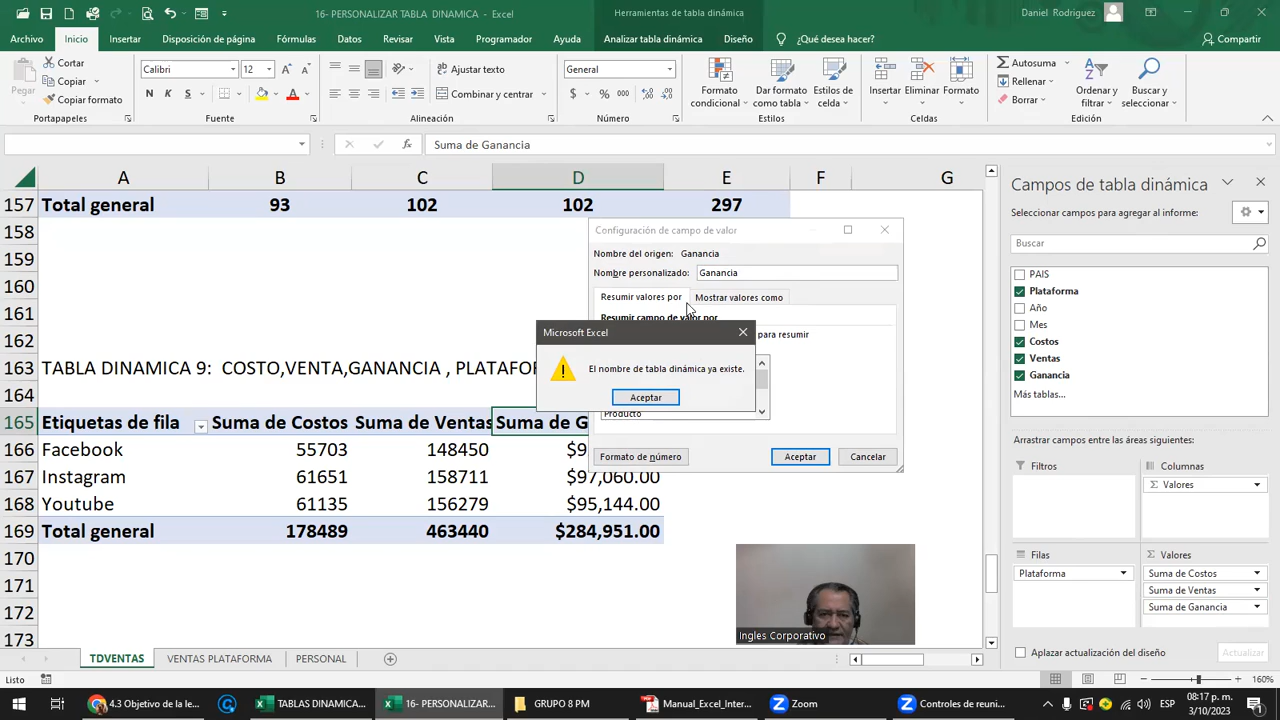 16- PERSONALIZAR TABLA DINAMICA - Excel
Herramientas de tabla dinámica
Daniel Rodriguez
Archivo Inicio Insertar Disposición de página Fórmulas Datos Revisar Vista Programador Ayuda Analizar tabla dinámica Diseño ¿Qué desea hacer? Compartir
Pegar
Cortar
Copiar
Copiar formato
Portapapeles
Calibri 12
N K S
Fuente
Ajustar texto
Combinar y centrar
Alineación
General
$ % 000
Número
Formato condicional
Dar formato como tabla
Estilos de celda
Estilos
Insertar Eliminar Formato
Celdas
Autosuma
Rellenar
Borrar
Ordenar y filtrar
Buscar y seleccionar
Edición
fx Suma de Ganancia
A B C D E F G
157 Total general 93 102 102 297
158
159
160
161
162
163 TABLA DINAMICA 9: COSTO,VENTA,GANANCIA , PLATAFO
164
165 Etiquetas de fila Suma de Costos Suma de Ventas Suma de G
166 Facebook 55703 148450 $9
167 Instagram 61651 158711 $97,060.00
168 Youtube 61135 156279 $95,144.00
169 Total general 178489 463440 $284,951.00
170
171
172
173
Configuración de campo de valor
Nombre del origen: Ganancia
Nombre personalizado: Ganancia
Resumir valores por Mostrar valores como
Resumir campo de valor por
para resumir
Producto
Formato de número Aceptar Cancelar
Microsoft Excel
El nombre de tabla dinámica ya existe.
Aceptar
Campos de tabla dinámica
Seleccionar campos para agregar al informe:
Buscar
PAIS
Plataforma
Año
Mes
Costos
Ventas
Ganancia
Más tablas...
Arrastrar campos entre las áreas siguientes:
Filtros
Columnas
Valores
Filas
Plataforma
Σ Valores
Suma de Costos
Suma de Ventas
Suma de Ganancia
Aplazar actualización del diseño Actualizar
Ingles Corporativo
TDVENTAS VENTAS PLATAFORMA PERSONAL
Listo
160%
4.3 Objetivo de la le...
TABLAS DINAMICA...
16- PERSONALIZAR...
GRUPO 8 PM
Manual_Excel_Inter...
Zoom
Controles de reuni...
ESP
08:17 p. m.
3/10/2023